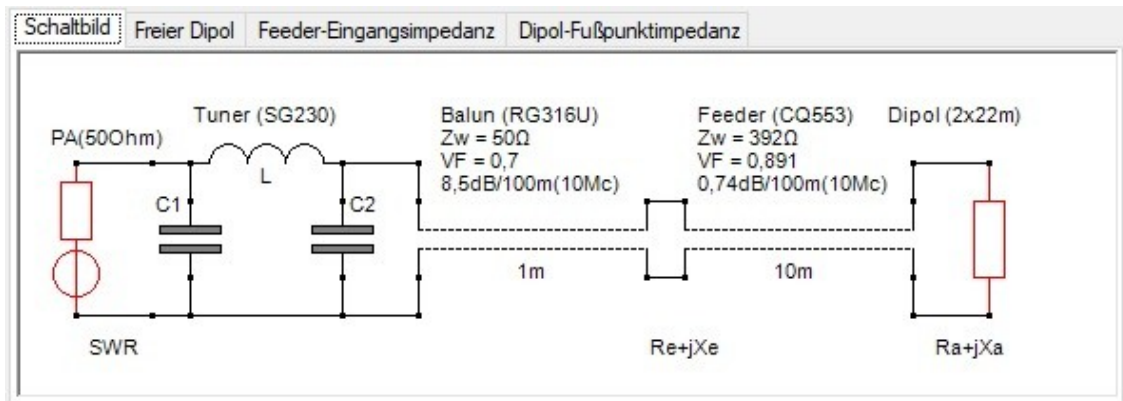 Schaltbild Freier Dipol Feeder-Eingangsimpedanz Dipol-Fußpunktimpedanz
Tuner (SG230)
PA(50Ohm)
C1
L
C2
Balun (RG316U)
Zw = 50Ω
VF = 0,7
8,5dB/100m(10Mc)
1m
Feeder (CQ553)
Zw = 392Ω
VF = 0,891
0,74dB/100m(10Mc)
10m
Dipol (2x22m)
SWR
Re+jXe
Ra+jXa